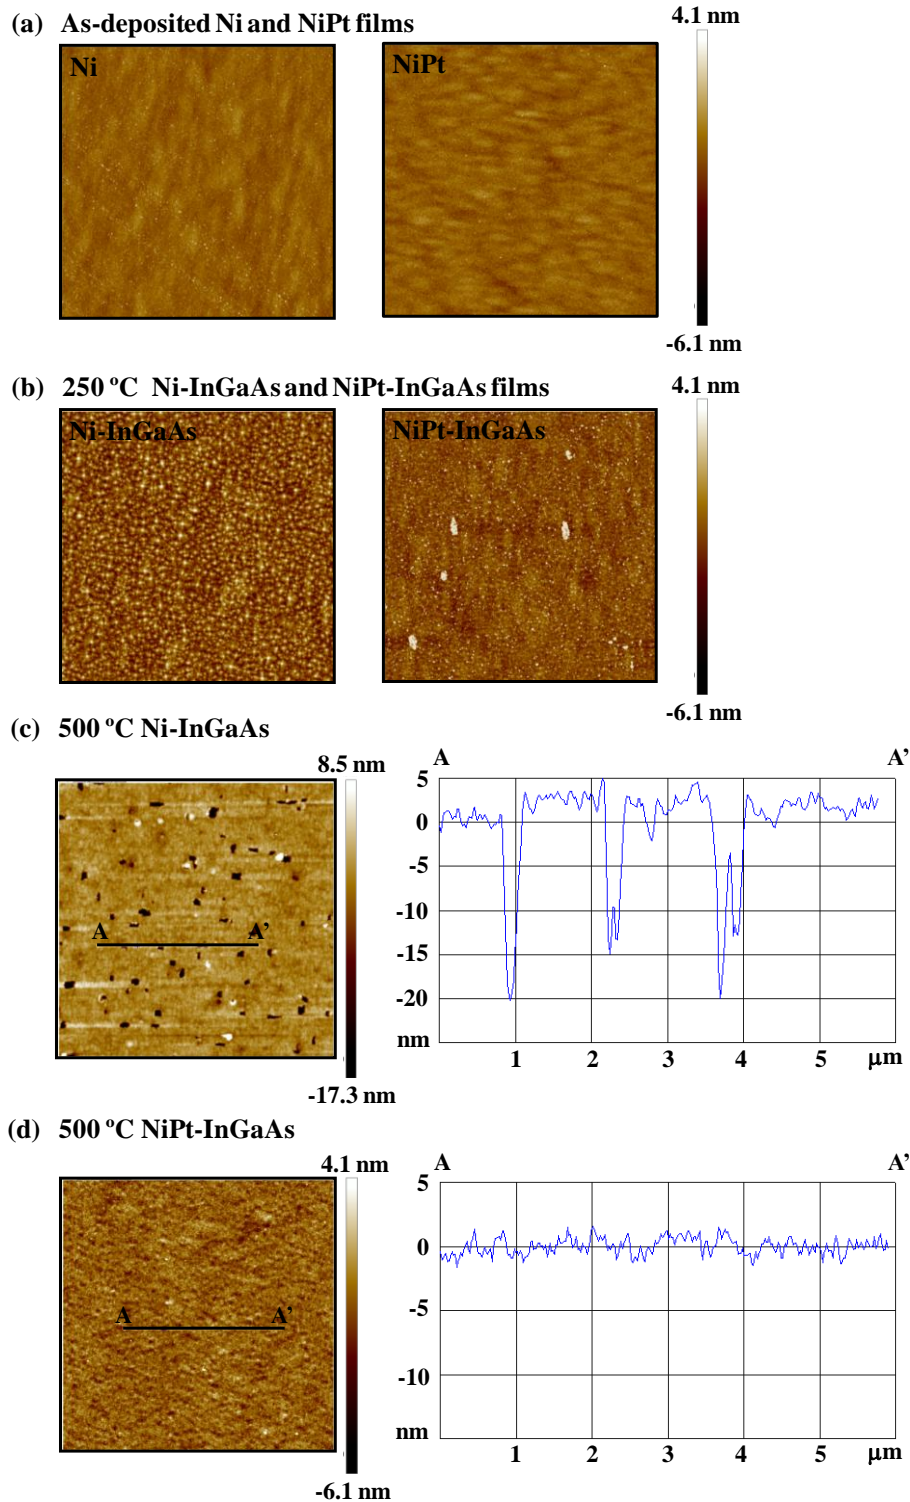 (a) As-deposited Ni and NiPt films
4.1 nm
Ni
NiPt
-6.1 nm
(b) 250 ºC Ni-InGaAs and NiPt-InGaAs films
4.1 nm
Ni-InGaAs
NiPt-InGaAs
-6.1 nm
(c) 500 ºC Ni-InGaAs
8.5 nm
A
A’
-17.3 nm
A
A’
5
0
-5
-10
-15
-20
nm
1 2 3 4 5 μm
(d) 500 ºC NiPt-InGaAs
4.1 nm
A
A’
-6.1 nm
A
A’
5
0
-5
-10
nm
1 2 3 4 5 μm